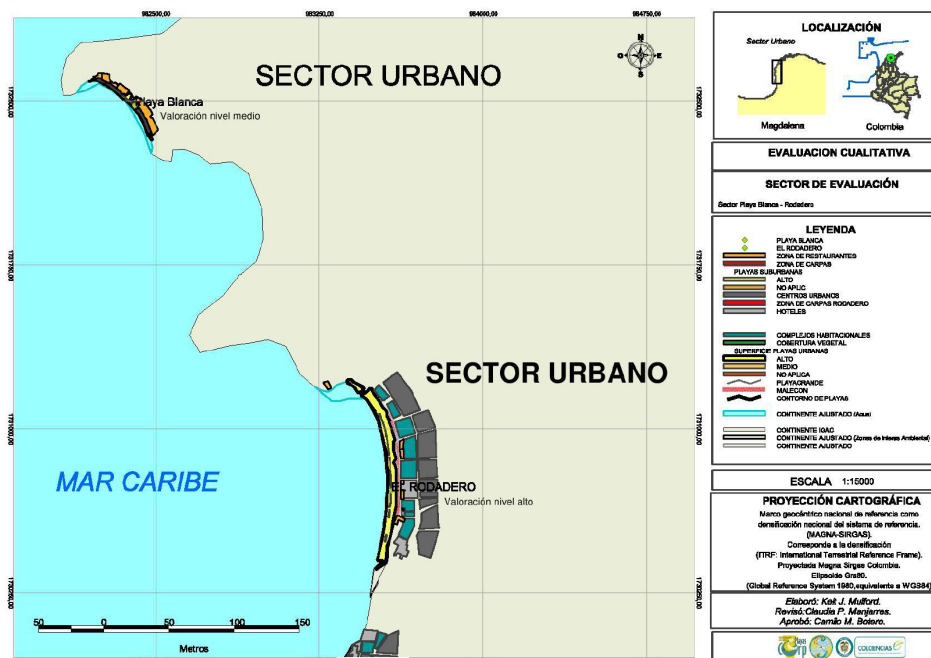 982500,00 983250,00 984000,00 984750,00
SECTOR URBANO
N
O E
S
Playa Blanca
Valoración nivel medio
SECTOR URBANO
MAR CARIBE
EL RODADERO
Valoración nivel alto
50 0 50 100 150
Metros
LOCALIZACIÓN
Sector Urbano
Magdalena
Colombia
EVALUACION CUALITATIVA
SECTOR DE EVALUACIÓN
Sector Playa Blanca - Rodadero
LEYENDA
PLAYA BLANCA
EL RODADERO
ZONA DE RESTAURANTES
ZONA DE CARPAS
PLAYAS SUBURBANAS
ALTO
NO APLIC
CENTROS URBANOS
ZONA DE CARPAS RODADERO
HOTELES
COMPLEJOS HABITACIONALES
COBERTURA VEGETAL
SUPERFICIE PLAYAS URBANAS
ALTO
MEDIO
NO APLICA
PLAYAGRANDE
MALECON
CONTORNO DE PLAYAS
CONTINENTE AJUSTADO (Agua)
CONTINENTE IGAC
CONTINENTE AJUSTADO (Zonas de Interes Ambiental)
CONTINENTE AJUSTADO
ESCALA 1:15000
PROYECCIÓN CARTOGRÁFICA
Marco geocéntrico nacional de referencia como
densificación nacional del sistema de referencia.
(MAGNA-SIRGAS).
Corresponde a la densificación
(ITRF: International Terrestrial Reference Frame).
Proyectada Magna Sirgas Colombia.
Elipsoide Grs80.
(Global Reference System 1980,equivalente a WGS84)
Elaboró: Kelt J. Mulford.
Revisó:Claudia P. Manjarres.
Aprobó: Camilo M. Botero.
COLCIENCIAS